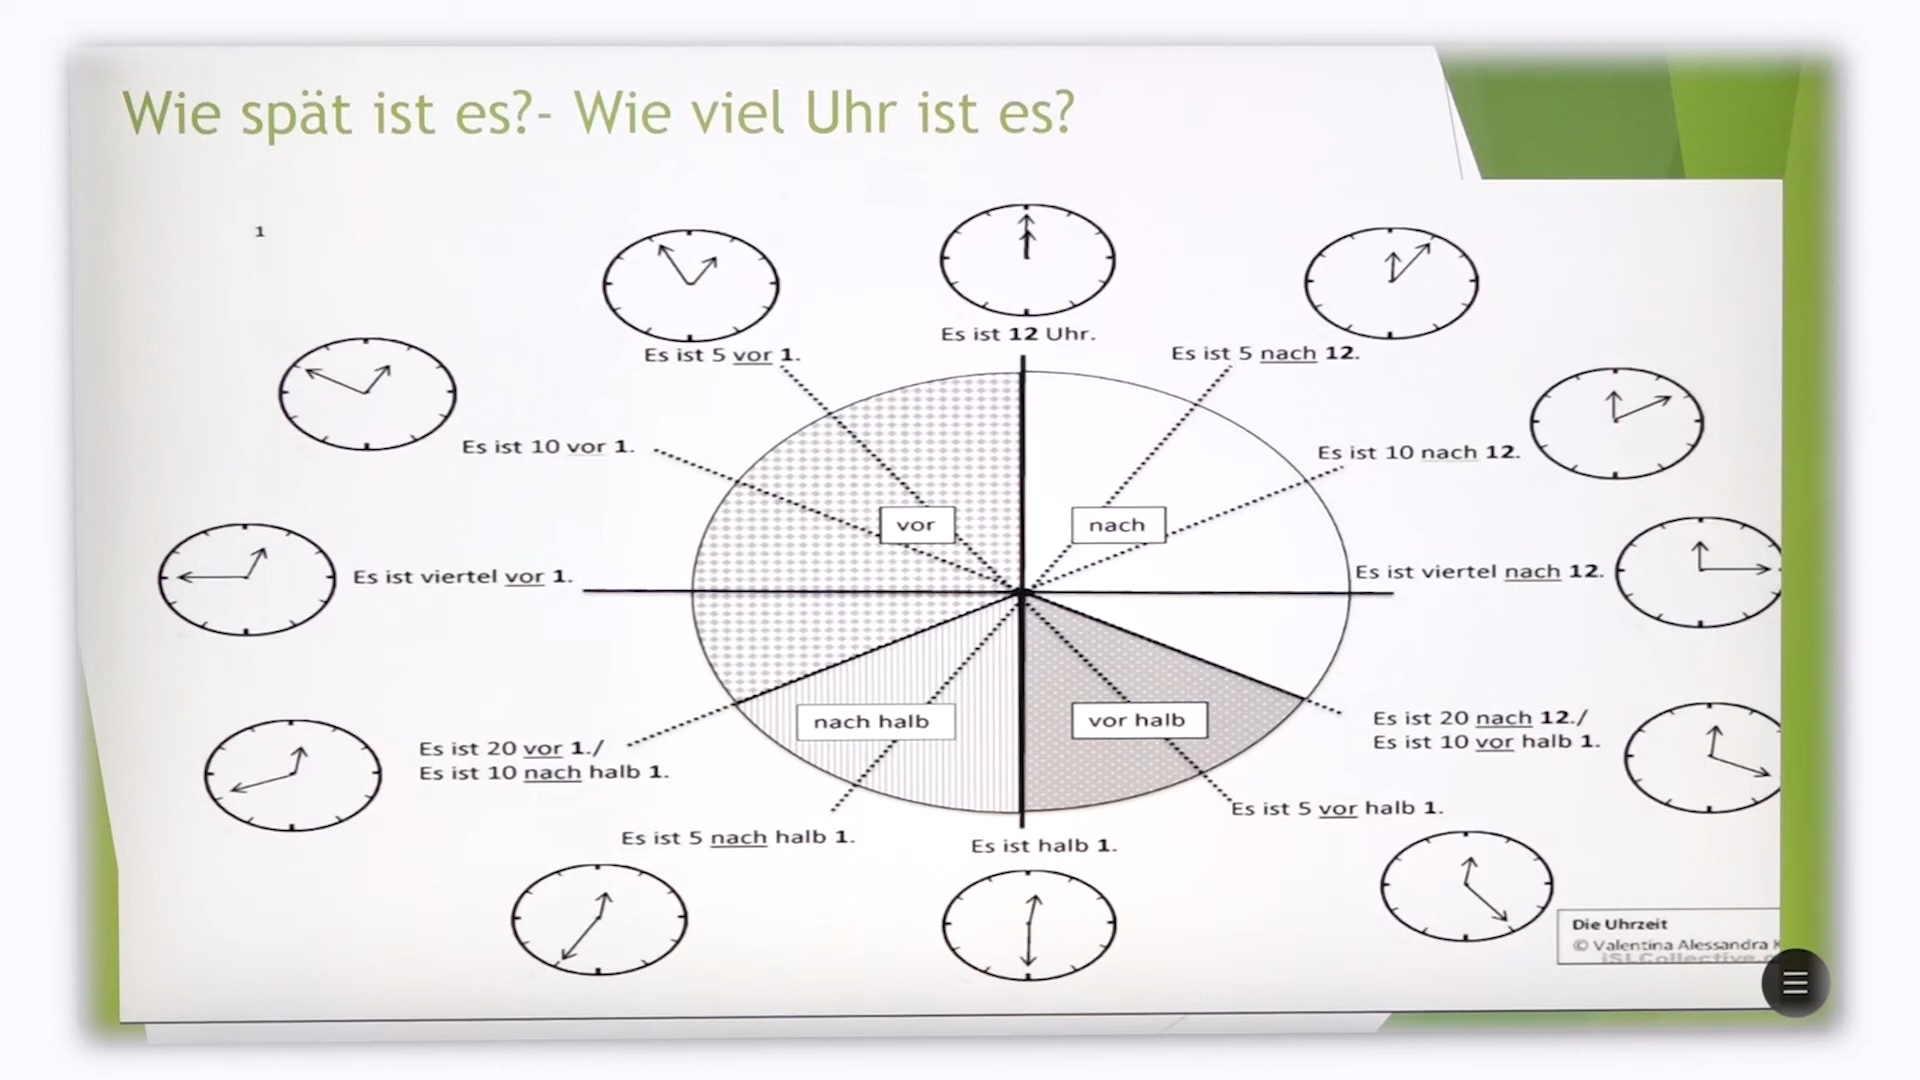 Wie spät ist es?- Wie viel Uhr ist es?
1
Es ist 12 Uhr.
Es ist 5 vor 1.
Es ist 5 nach 12.
Es ist 10 vor 1.
Es ist 10 nach 12.
vor
nach
Es ist viertel vor 1.
Es ist viertel nach 12.
nach halb
vor halb
Es ist 20 vor 1./
Es ist 10 nach halb 1.
Es ist 20 nach 12./
Es ist 10 vor halb 1.
Es ist 5 nach halb 1.
Es ist halb 1.
Es ist 5 vor halb 1.
Die Uhrzeit
© Valentina Alessandra
iSLCollective